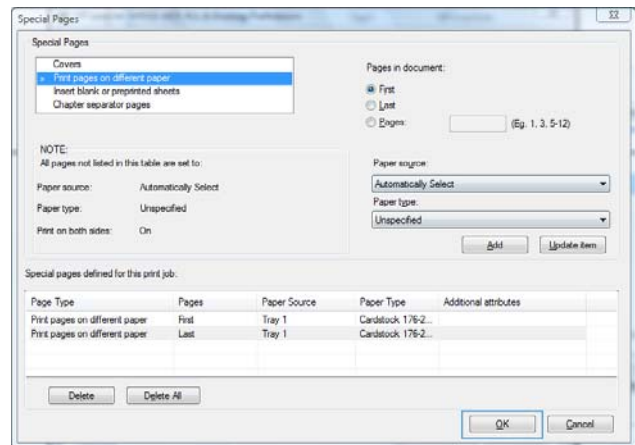 Special Pages
Special Pages
Covers
Print pages on different paper
Insert blank or preprinted sheets
Chapter separator pages
Pages in document:
First
Last
Pages: (Eg. 1, 3, 5-12)
NOTE:
All pages not listed in this table are set to:
Paper source: Automatically Select
Paper type: Unspecified
Print on both sides: On
Paper source:
Automatically Select
Paper type:
Unspecified
Add Update item
Special pages defined for this print job:
Page Type Pages Paper Source Paper Type Additional attributes
Print pages on different paper First Tray 1 Cardstock 176-2...
Print pages on different paper Last Tray 1 Cardstock 176-2...
Delete Delete All
OK Cancel